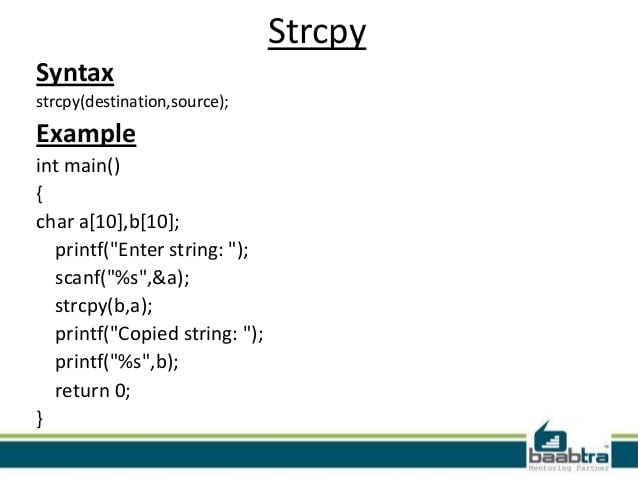 Strcpy
Syntax
strcpy(destination,source);
Example
int main()
{
char a[10],b[10];
printf("Enter string: ");
scanf("%s",&a);
strcpy(b,a);
printf("Copied string: ");
printf("%s",b);
return 0;
}
baabtra
Mentoring Partner